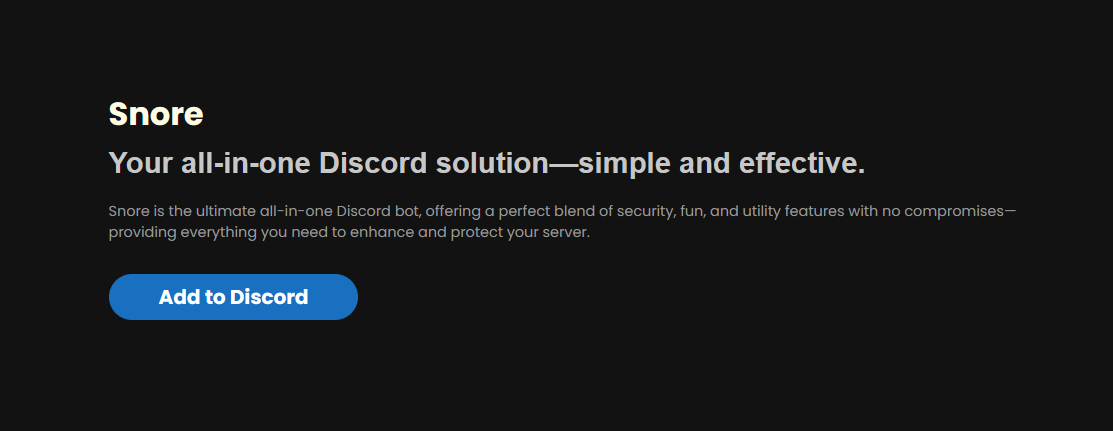 Snore
Your all-in-one Discord solution—simple and effective.
Snore is the ultimate all-in-one Discord bot, offering a perfect blend of security, fun, and utility features with no compromises—
providing everything you need to enhance and protect your server.
Add to Discord